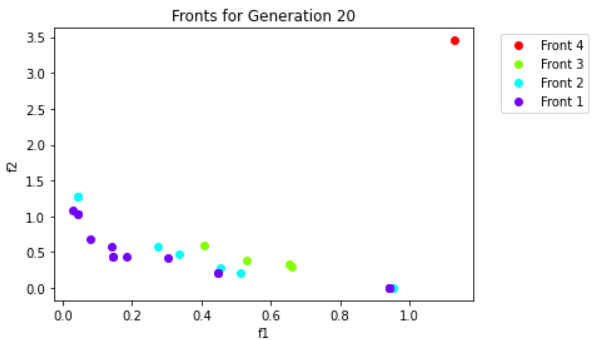 Fronts for Generation 20
3.5
3.0
2.5
2.0
1.5
1.0
0.5
0.0
f2
0.0 0.2 0.4 0.6 0.8 1.0
f1
Front 4
Front 3
Front 2
Front 1